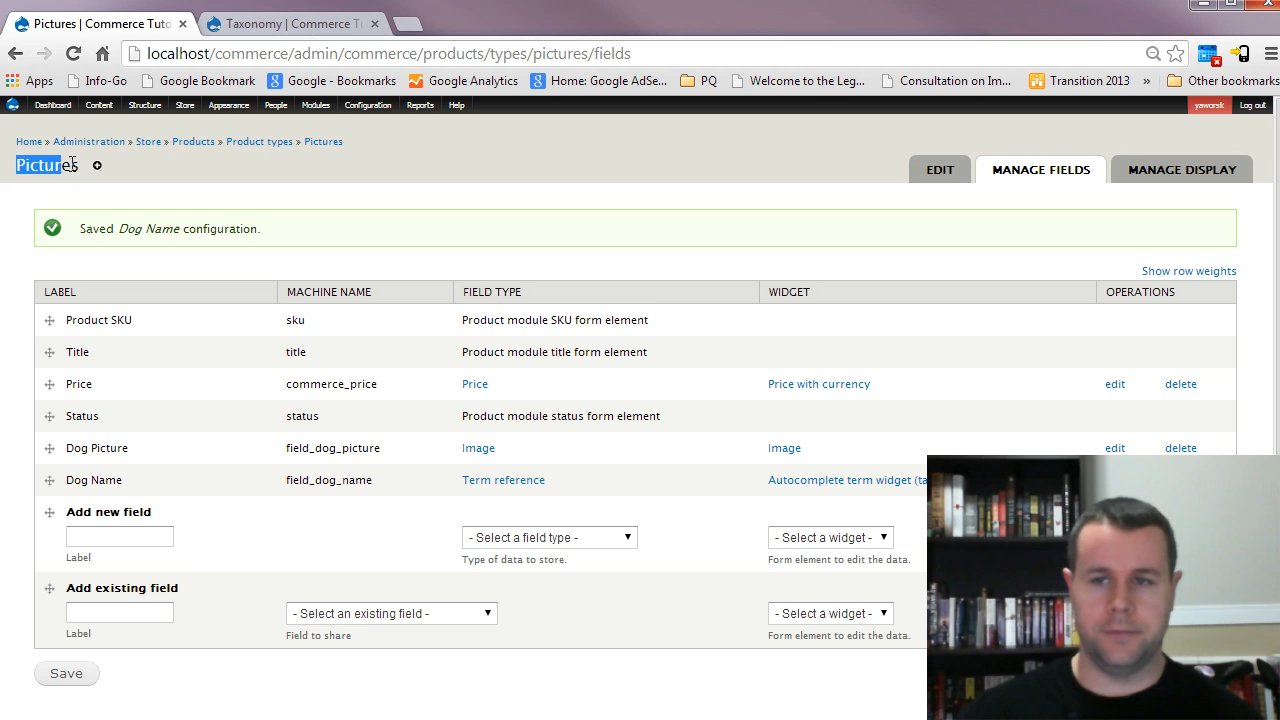 Pictures | Commerce Tuto
Taxonomy | Commerce T
localhost/commerce/admin/commerce/products/types/pictures/fields
Apps Info-Go Google Bookmark Google - Bookmarks Google Analytics Home: Google AdSe... PQ Welcome to the Leg... Consultation on Im... Transition 2013 » Other bookmarks
Dashboard Content Structure Store Appearance People Modules Configuration Reports Help yaworsk Log out
Home » Administration » Store » Products » Product types » Pictures
Pictures
EDIT MANAGE FIELDS MANAGE DISPLAY
Saved Dog Name configuration.
Show row weights
LABEL MACHINE NAME FIELD TYPE WIDGET OPERATIONS
Product SKU sku Product module SKU form element
Title title Product module title form element
Price commerce_price Price Price with currency edit delete
Status status Product module status form element
Dog Picture field_dog_picture Image Image edit delete
Dog Name field_dog_name Term reference Autocomplete term widget (ta
Add new field
- Select a field type - - Select a widget -
Label Type of data to store. Form element to edit the data.
Add existing field
- Select an existing field - - Select a widget -
Label Field to share Form element to edit the data.
Save